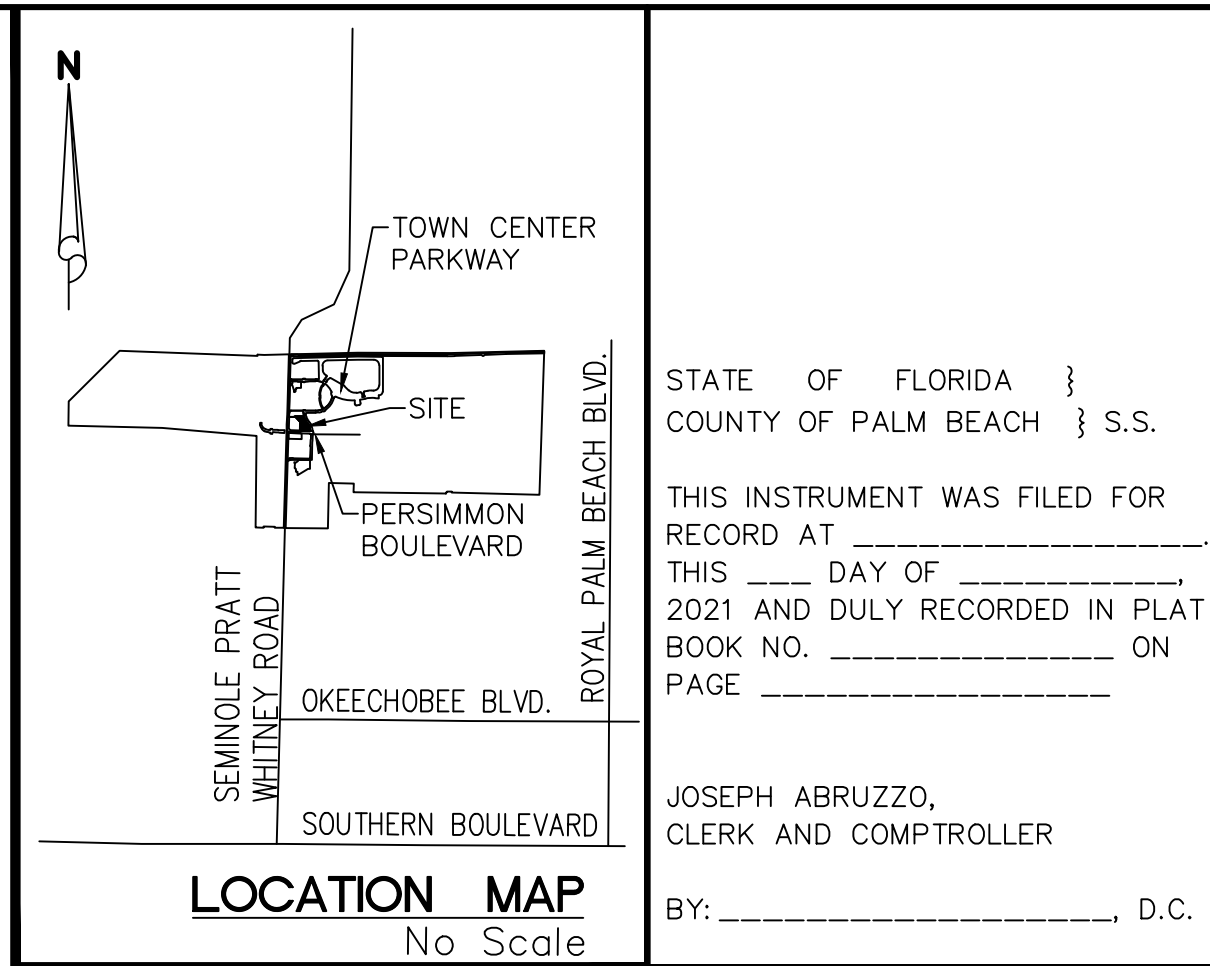 N
TOWN CENTER
PARKWAY
SITE
PERSIMMON
BOULEVARD
ROYAL PALM BEACH BLVD.
SEMINOLE PRATT
WHITNEY ROAD
OKEECHOBEE BLVD.
SOUTHERN BOULEVARD
LOCATION MAP
No Scale
STATE OF FLORIDA }
COUNTY OF PALM BEACH } S.S.
THIS INSTRUMENT WAS FILED FOR
RECORD AT _________________.
THIS ___ DAY OF __________,
2021 AND DULY RECORDED IN PLAT
BOOK NO. _____________ ON
PAGE ________________
JOSEPH ABRUZZO,
CLERK AND COMPTROLLER
BY: __________________, D.C.